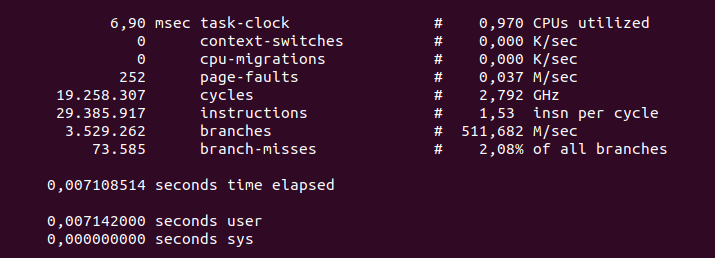 6,90 msec task-clock # 0,970 CPUs utilized
0 context-switches # 0,000 K/sec
0 cpu-migrations # 0,000 K/sec
252 page-faults # 0,037 M/sec
19.258.307 cycles # 2,792 GHz
29.385.917 instructions # 1,53 insn per cycle
3.529.262 branches # 511,682 M/sec
73.585 branch-misses # 2,08% of all branches
0,007108514 seconds time elapsed
0,007142000 seconds user
0,000000000 seconds sys